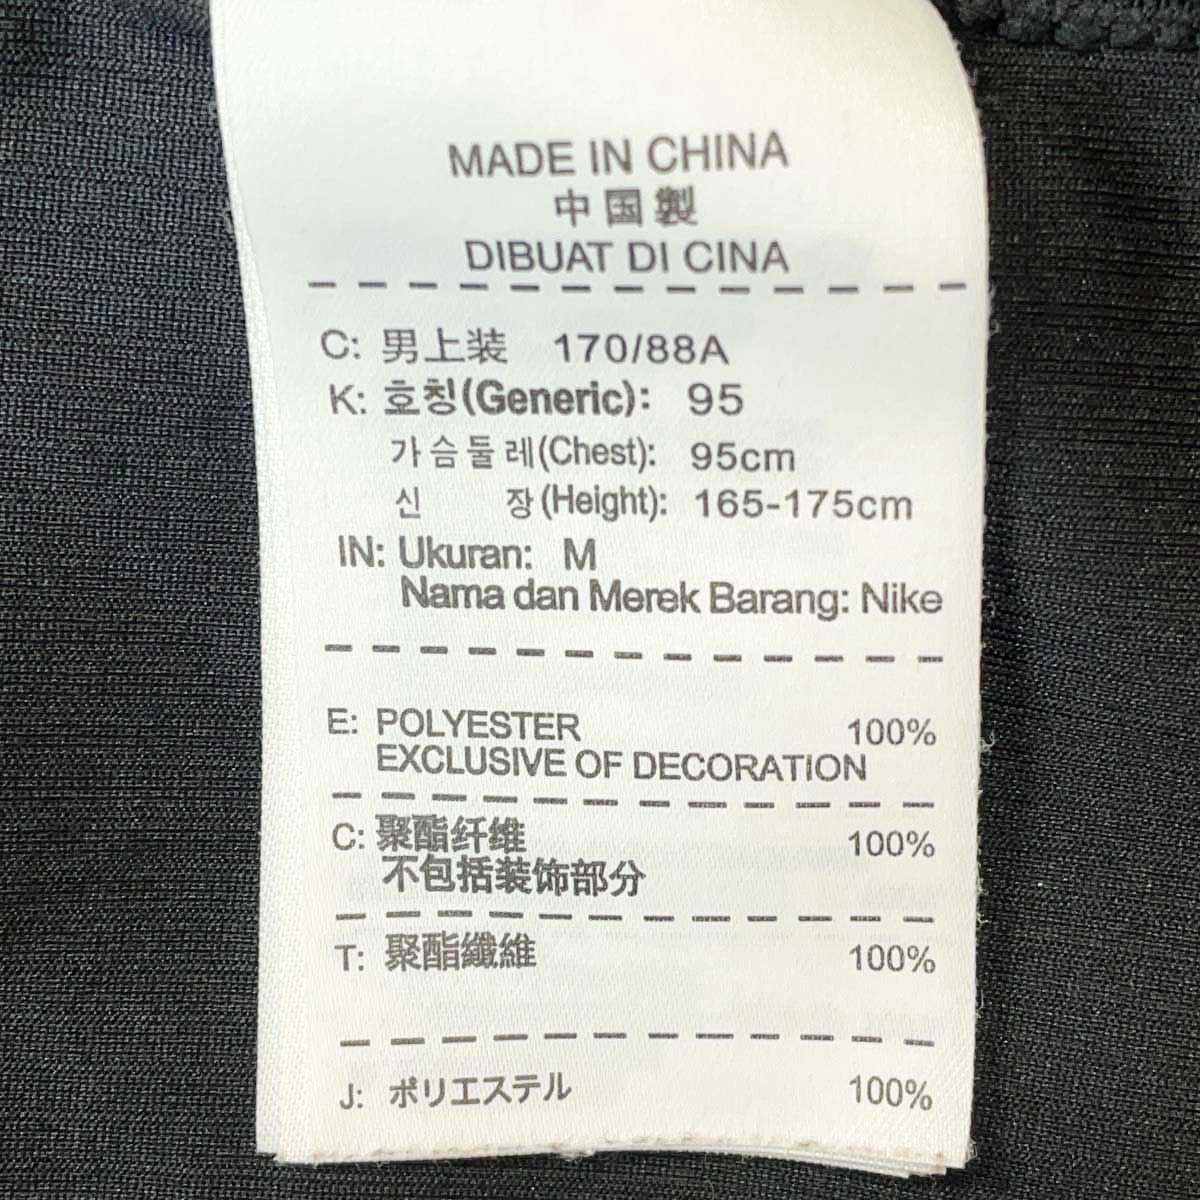 MADE IN CHINA
中国製
DIBUAT DI CINA
C: 男上装 170/88A
K: 호칭(Generic): 95
가슴둘레(Chest): 95cm
신 장(Height): 165-175cm
IN: Ukuran: M
Nama dan Merek Barang: Nike
E: POLYESTER 100%
EXCLUSIVE OF DECORATION
C: 聚酯纤维 100%
不包括装饰部分
T: 聚酯纖維 100%
J: ポリエステル 100%